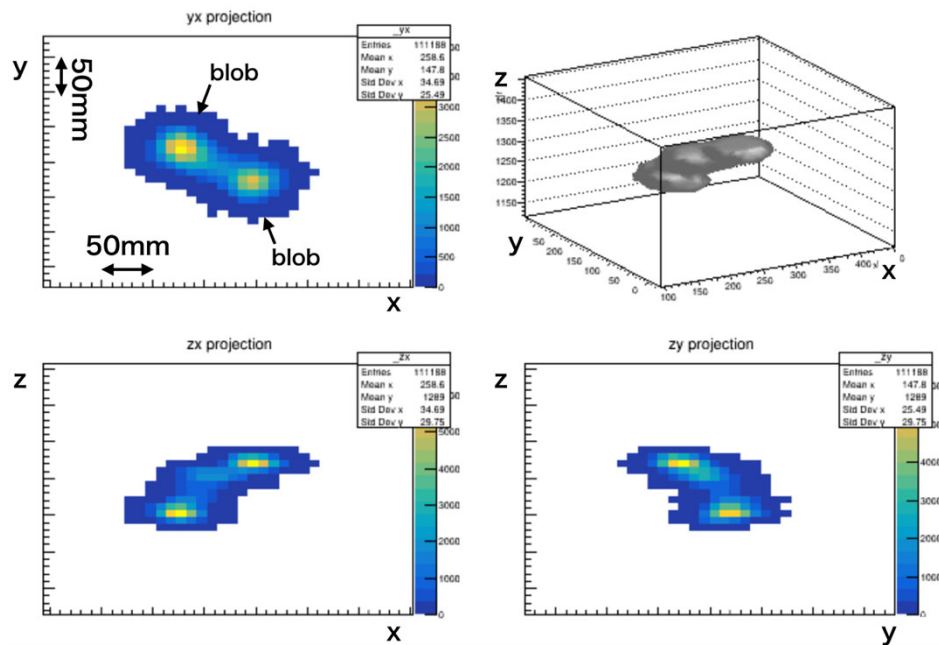 yx projection
_yx
Entries 111188
Mean x 258.6
Mean y 147.8
Std Dev x 34.69
Std Dev y 25.49
y
50mm
blob
50mm
blob
x
3000
2500
2000
1500
1000
500
0
z
1400
1350
1300
1250
1200
1150
y
50
100
150
200
50
0
100
150
200
250
300
350
400
x
0
zx projection
_zx
Entries 111188
Mean x 258.6
Mean y 1289
Std Dev x 34.69
Std Dev y 29.75
z
x
5000
4000
3000
2000
1000
0
zy projection
_zy
Entries 111188
Mean x 147.8
Mean y 1289
Std Dev x 25.49
Std Dev y 29.75
z
y
5000
4000
3000
2000
1000
0